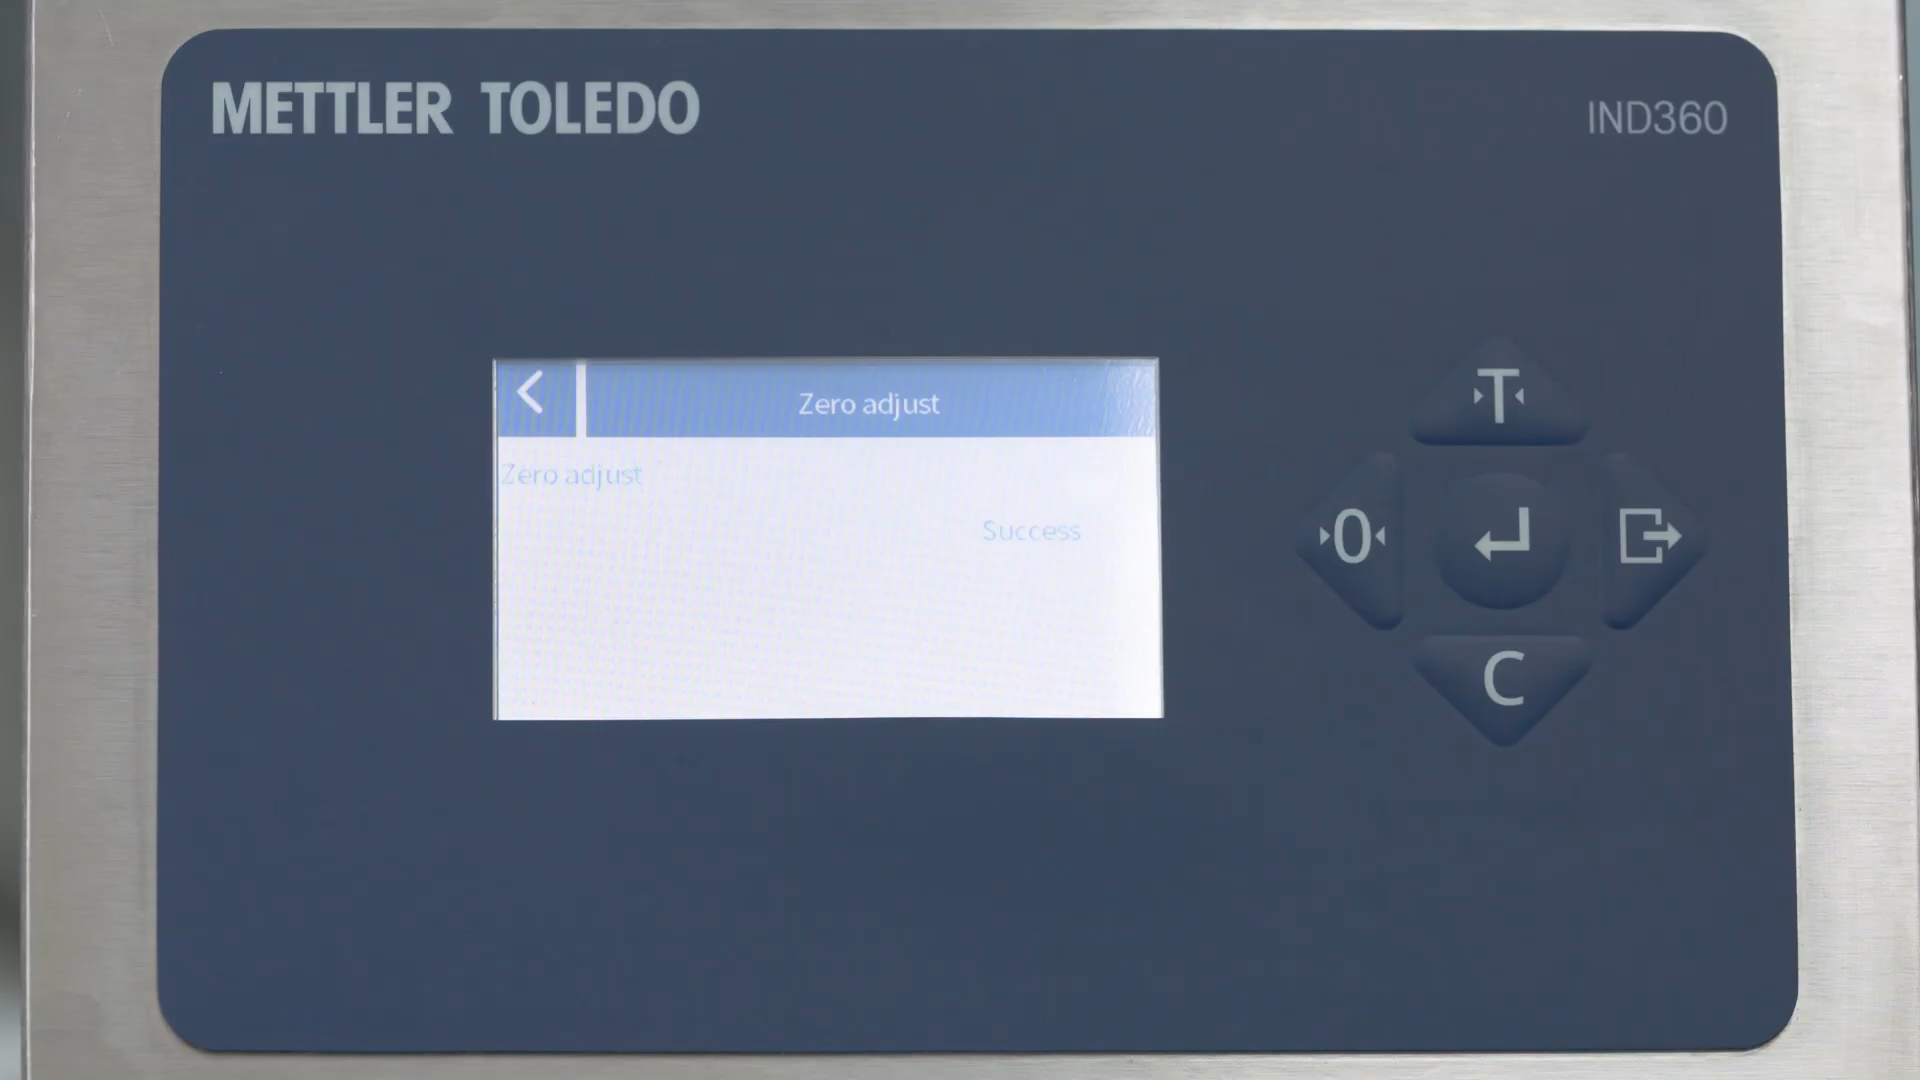 METTLER TOLEDO
IND360
Zero adjust
Zero adjust
Success
T
0
C